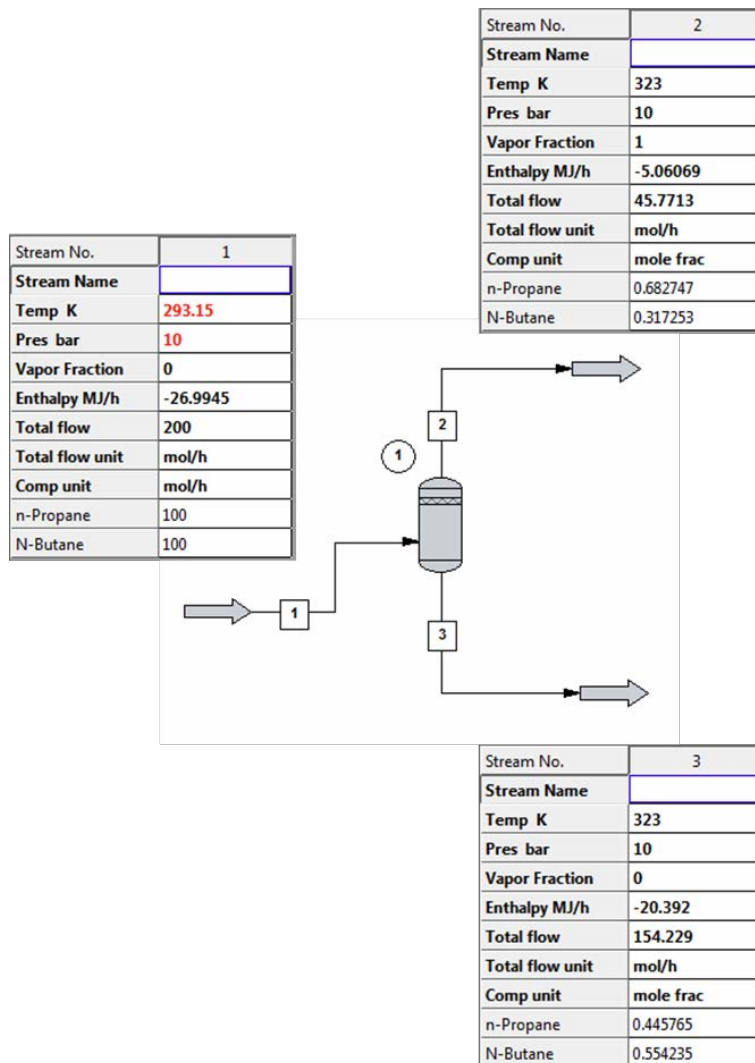 Stream No. 2
Stream Name
Temp K 323
Pres bar 10
Vapor Fraction 1
Enthalpy MJ/h -5.06069
Total flow 45.7713
Total flow unit mol/h
Comp unit mole frac
n-Propane 0.682747
N-Butane 0.317253
Stream No. 1
Stream Name
Temp K 293.15
Pres bar 10
Vapor Fraction 0
Enthalpy MJ/h -26.9945
Total flow 200
Total flow unit mol/h
Comp unit mol/h
n-Propane 100
N-Butane 100
2
1
1
3
Stream No. 3
Stream Name
Temp K 323
Pres bar 10
Vapor Fraction 0
Enthalpy MJ/h -20.392
Total flow 154.229
Total flow unit mol/h
Comp unit mole frac
n-Propane 0.445765
N-Butane 0.554235